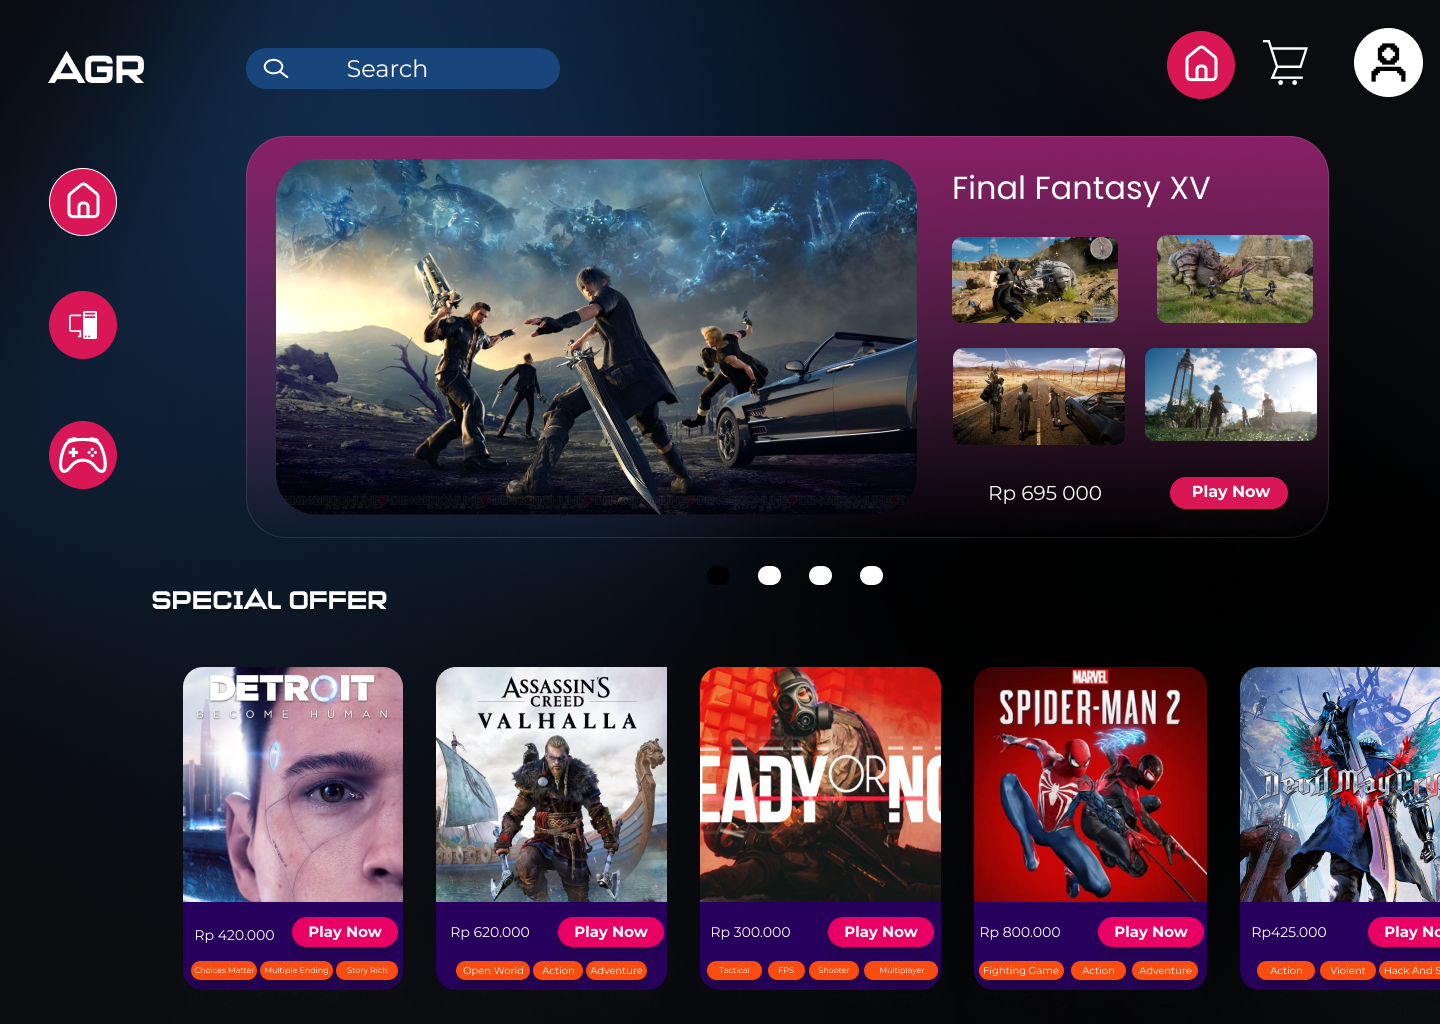 AGR
Search
Final Fantasy XV
Rp 695 000
Play Now
SPECIAL OFFER
DETROIT
BECOME HUMAN
Rp 420.000
Play Now
Choices Matter
Multiple Ending
Story Rich
ASSASSIN'S
CREED
VALHALLA
Rp 620.000
Play Now
Open World
Action
Adventure
EADY OR NO
Rp 300.000
Play Now
Tactical
FPS
Shooter
Multiplayer
MARVEL
SPIDER-MAN 2
Rp 800.000
Play Now
Fighting Game
Action
Adventure
Devil May Cry
Rp425.000
Play No
Action
Violent
Hack And S